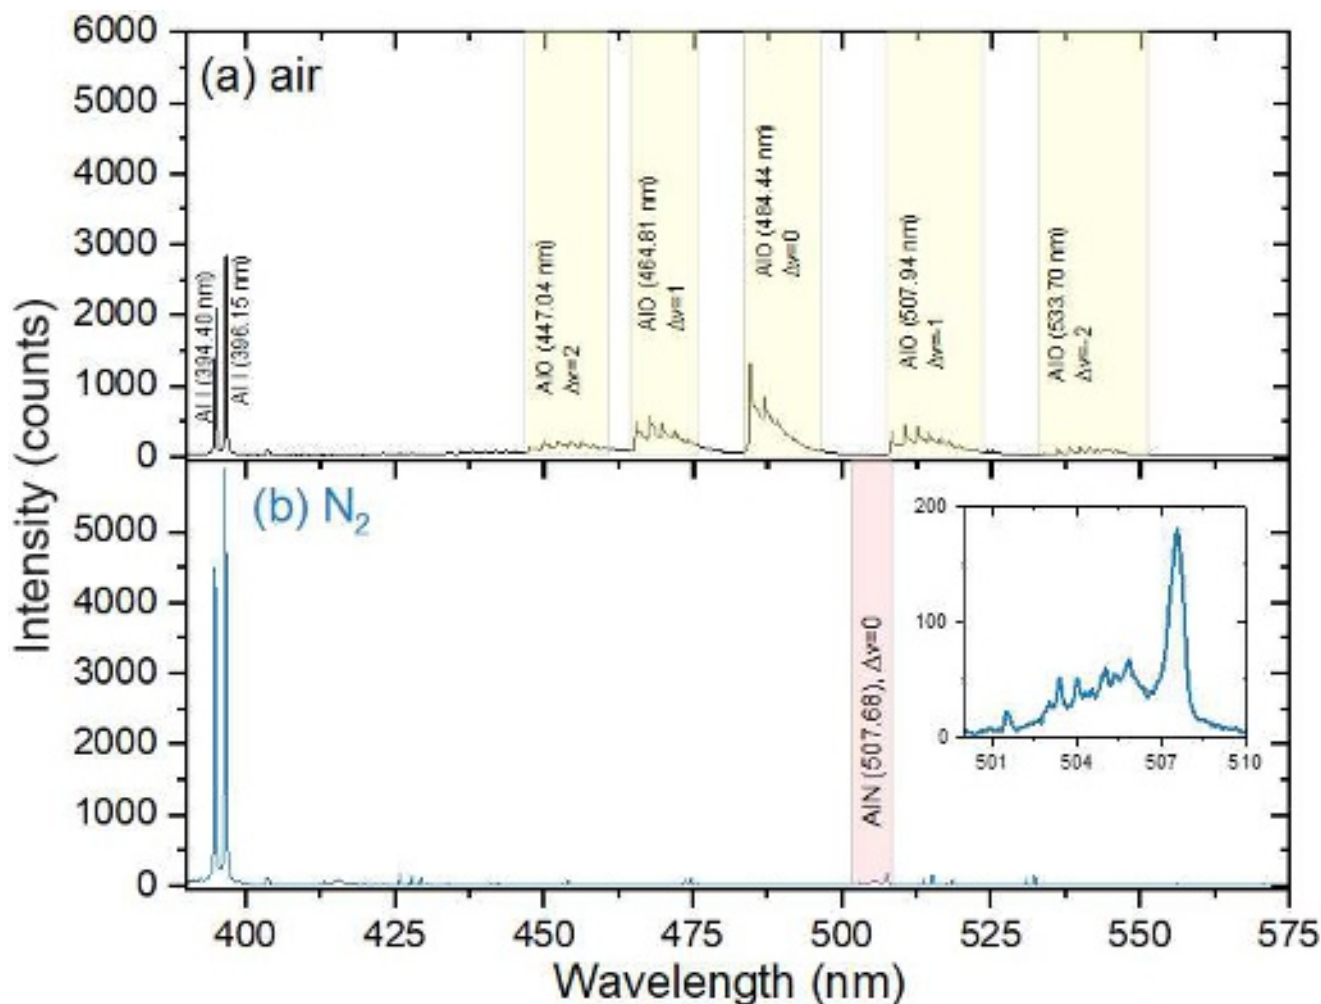 Intensity (counts)
6000
5000
4000
3000
2000
1000
0
(a) air
Al I (394.40 nm)
Al I (396.15 nm)
AlO (447.04 nm)
Δv=2
AlO (464.81 nm)
Δv=1
AlO (484.44 nm)
Δv=0
AlO (507.94 nm)
Δv=-1
AlO (533.70 nm)
Δv=-2
5000
4000
3000
2000
1000
0
(b) N₂
AlN (507.68), Δv=0
200
100
0
501 504 507 510
400 425 450 475 500 525 550 575
Wavelength (nm)